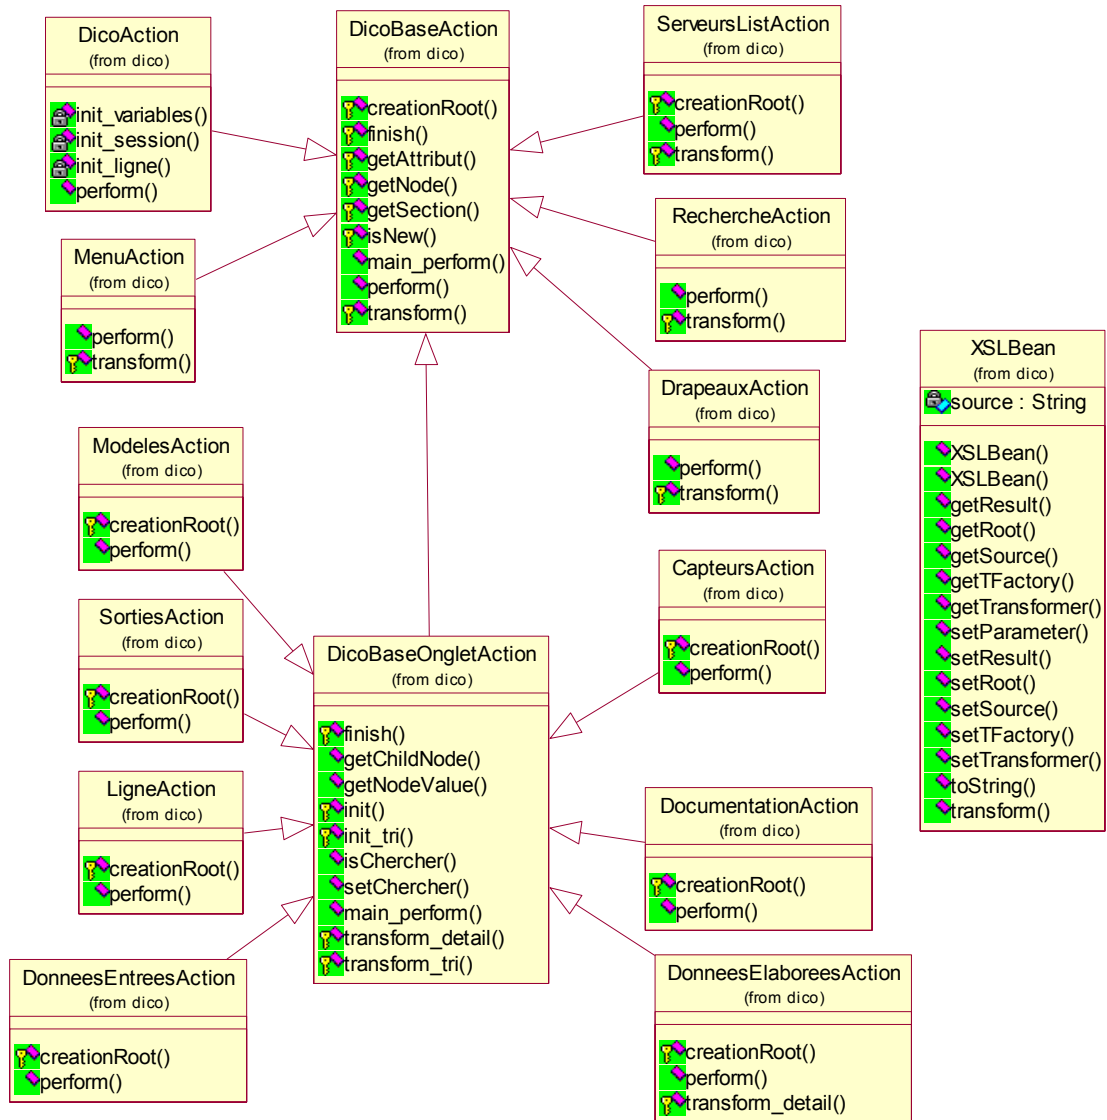 DicoAction
(from dico)
init_variables()
init_session()
init_ligne()
perform()
DicoBaseAction
(from dico)
creationRoot()
finish()
getAttribut()
getNode()
getSection()
isNew()
main_perform()
perform()
transform()
ServeursListAction
(from dico)
creationRoot()
perform()
transform()
MenuAction
(from dico)
perform()
transform()
RechercheAction
(from dico)
perform()
transform()
DrapeauxAction
(from dico)
perform()
transform()
XSLBean
(from dico)
source : String
XSLBean()
XSLBean()
getResult()
getRoot()
getSource()
getTFactory()
getTransformer()
setParameter()
setResult()
setRoot()
setSource()
setTFactory()
setTransformer()
toString()
transform()
ModelesAction
(from dico)
creationRoot()
perform()
SortiesAction
(from dico)
creationRoot()
perform()
DicoBaseOngletAction
(from dico)
finish()
getChildNode()
getNodeValue()
init()
init_tri()
isChercher()
setChercher()
main_perform()
transform_detail()
transform_tri()
CapteursAction
(from dico)
creationRoot()
perform()
LigneAction
(from dico)
creationRoot()
perform()
DocumentationAction
(from dico)
creationRoot()
perform()
DonneesEntreesAction
(from dico)
creationRoot()
perform()
DonneesElaboreesAction
(from dico)
creationRoot()
perform()
transform_detail()